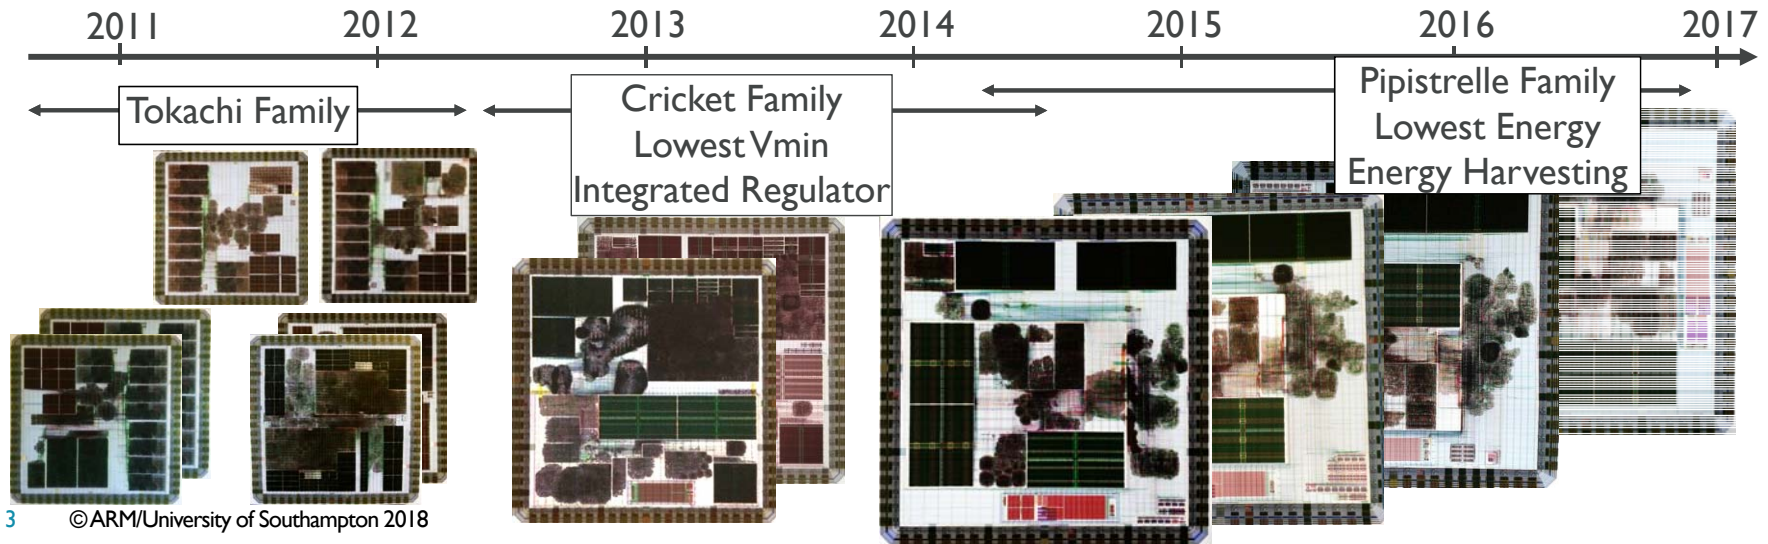 2011 2012 2013 2014 2015 2016 2017
Tokachi Family
Cricket Family
Lowest Vmin
Integrated Regulator
Pipistrelle Family
Lowest Energy
Energy Harvesting
3 ©ARM/University of Southampton 2018